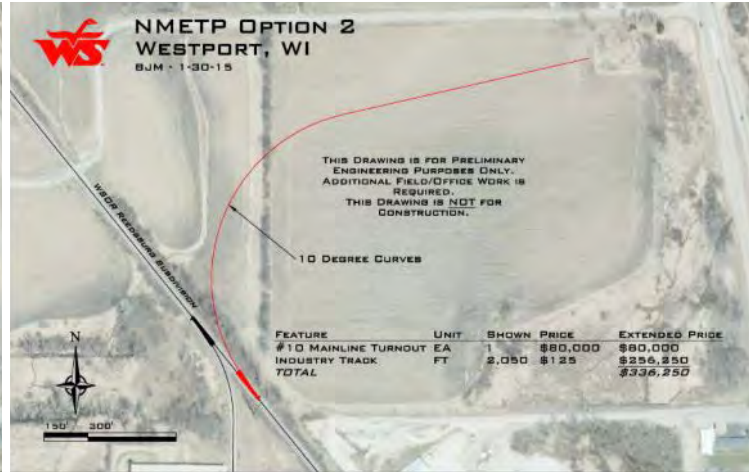 WS
NMETP Option 2
Westport, WI
BJM - 1-30-15
This Drawing is for Preliminary
Engineering Purposes Only.
Additional Field/Office Work is
Required.
This Drawing is NOT for
Construction.
WSOR Reedsburg Subdivision
10 Degree Curves
Feature Unit Shown Price Extended Price
#10 Mainline Turnout EA 1 $80,000 $80,000
Industry Track FT 2,050 $125 $256,250
Total $336,250
N
150' 300'